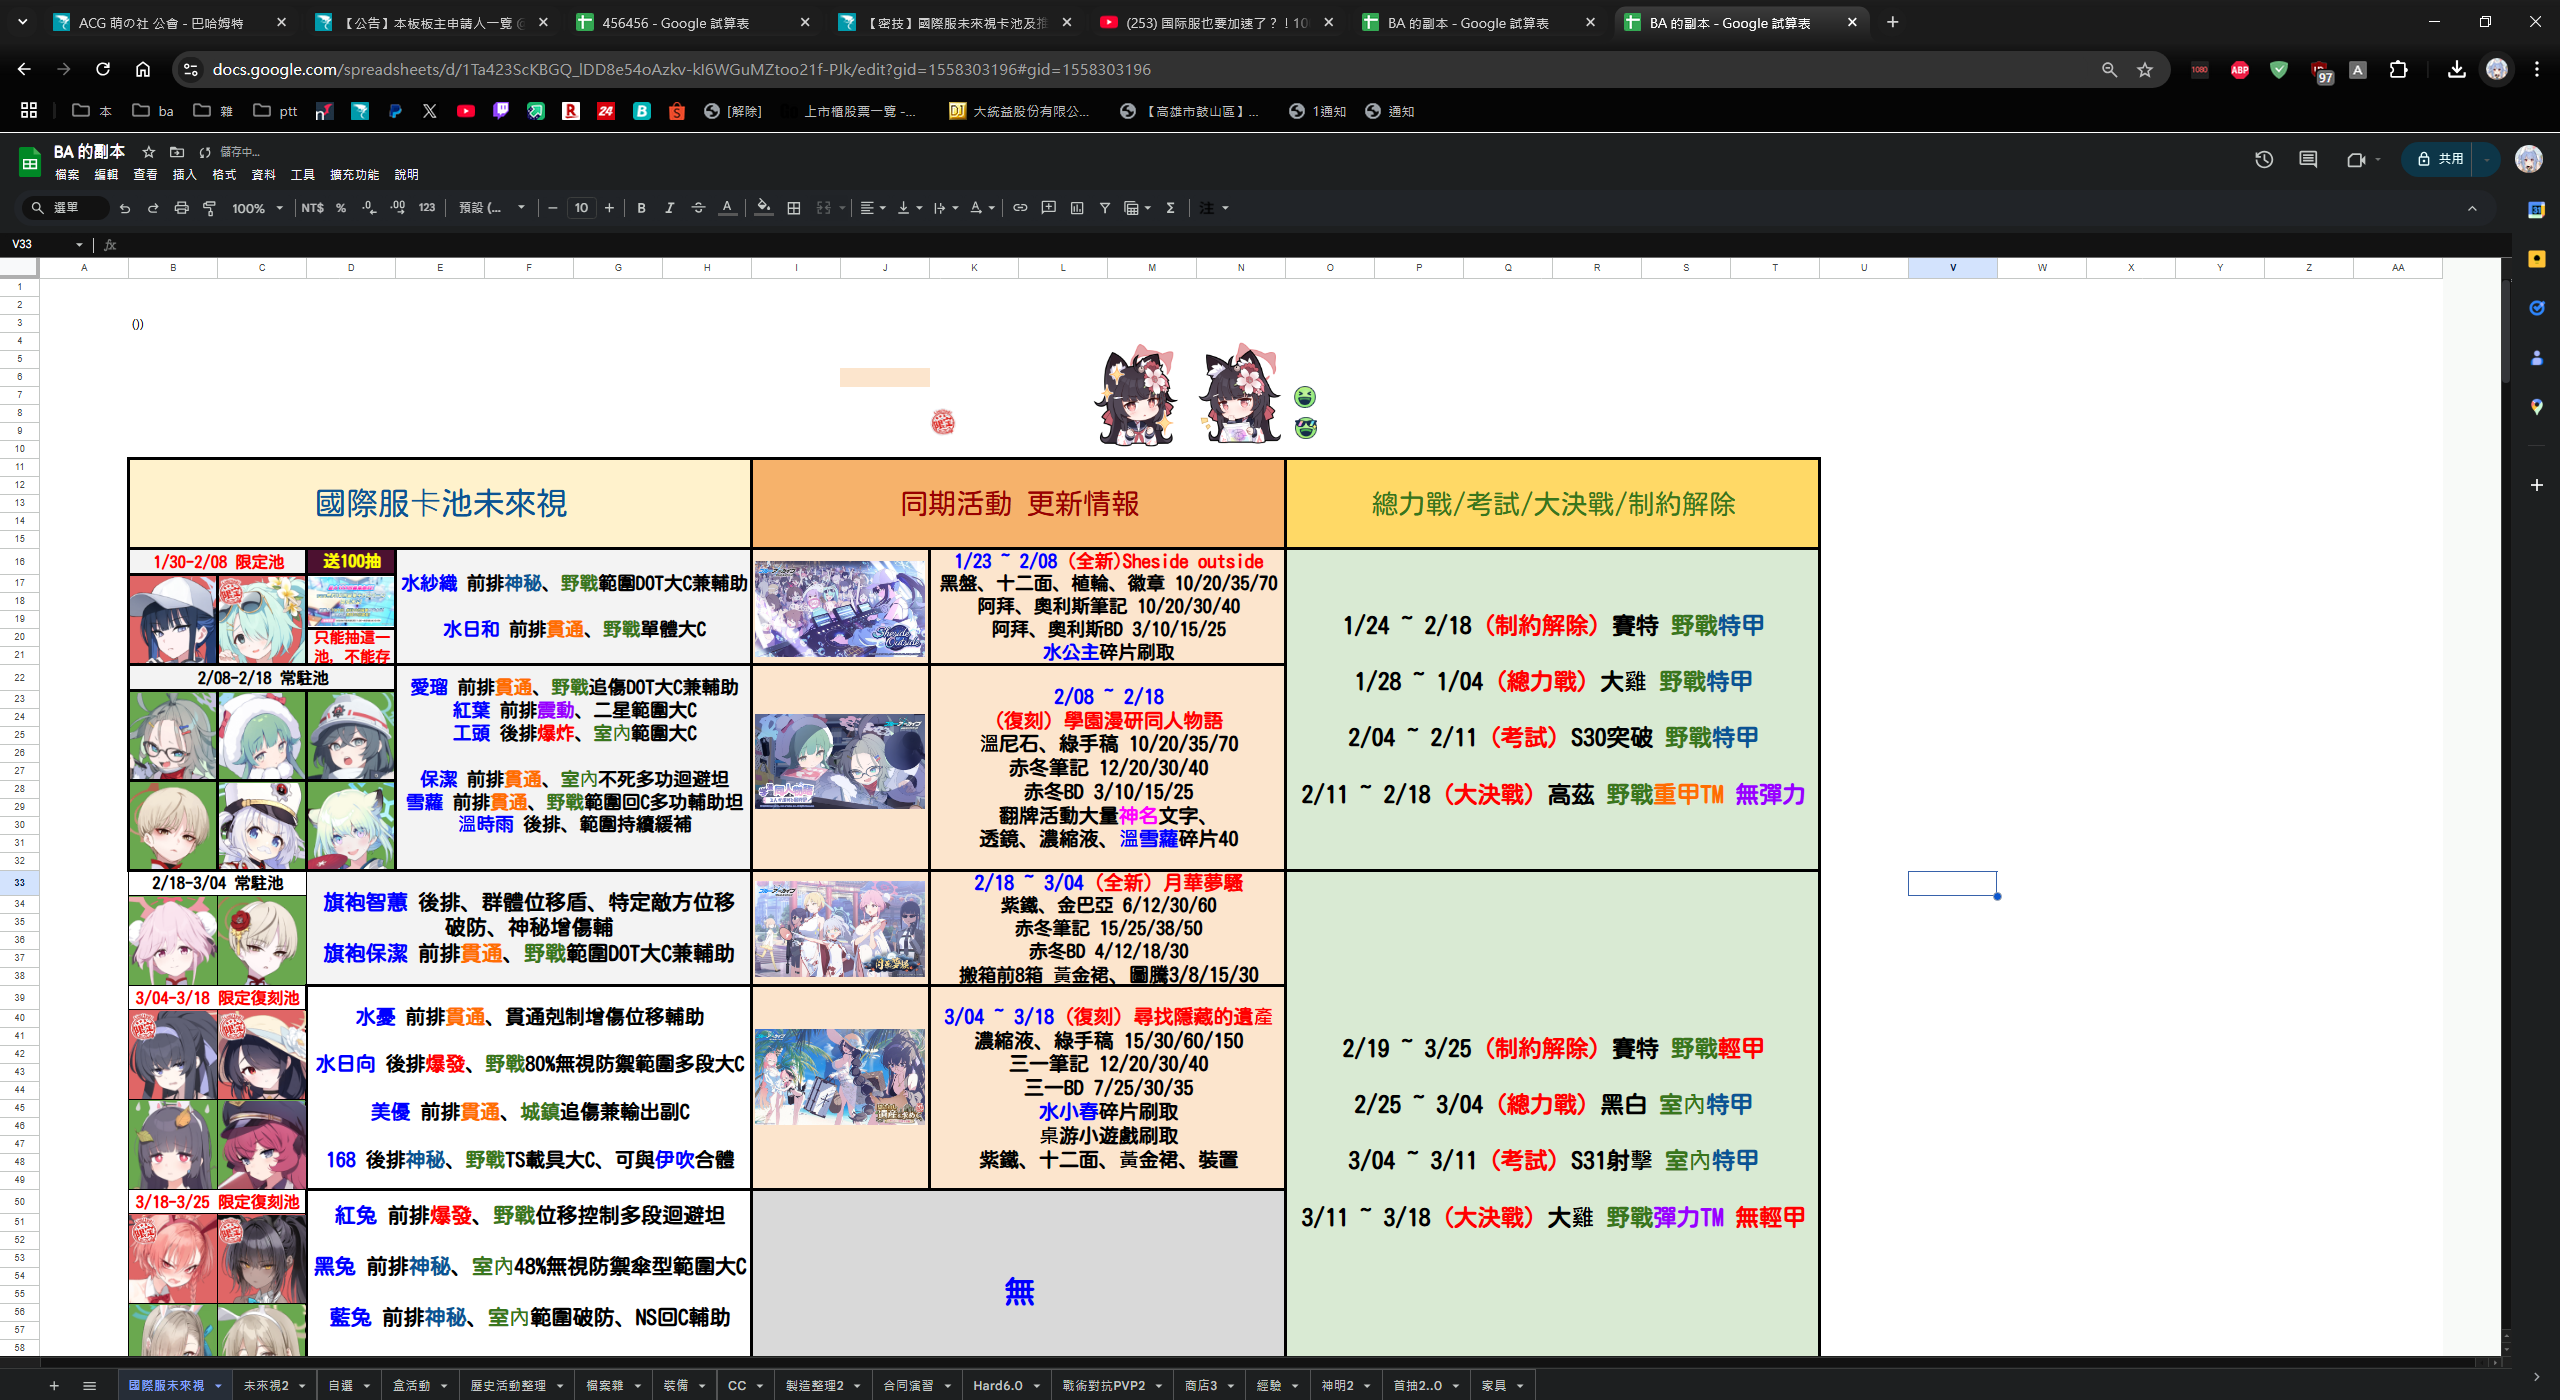 ACG 萌の社 公會 - 巴哈姆特
【公告】本板板主申請人一覽 @
456456 - Google 試算表
【密技】國際服未來視卡池及推
(253) 国际服也要加速了？！10
BA 的副本 - Google 試算表
BA 的副本 - Google 試算表
docs.google.com/spreadsheets/d/1Ta423ScKBGQ_lDD8e54oAzkv-kI6WGuMZtoo21f-PJk/edit?gid=1558303196#gid=1558303196
1080
ABP
97
A
本
ba
雜
ptt
[解除]
上市櫃股票一覽 -...
大統益股份有限公...
【高雄市鼓山區】...
1通知
通知
BA 的副本
儲存中...
檔案 編輯 查看 插入 格式 資料 工具 擴充功能 說明
共用
選單
100%
NT$ % .0 .00 123
預設 (...
10
B I A
Σ
注
V33
fx
A B C D E F G H I J K L M N O P Q R S T U V W X Y Z AA
())
國際服卡池未來視
同期活動 更新情報
總力戰/考試/大決戰/制約解除
1/30-2/08 限定池
送100抽
只能抽這一
池, 不能存
水紗織 前排神秘、野戰範圍DOT大C兼輔助
水日和 前排貫通、野戰單體大C
Sheside Outside
1/23 ~ 2/08 (全新)Sheside outside
黑盤、十二面、植輪、徽章 10/20/35/70
阿拜、奧利斯筆記 10/20/30/40
阿拜、奧利斯BD 3/10/15/25
水公主碎片刷取
1/24 ~ 2/18（制約解除）賽特 野戰特甲
1/28 ~ 1/04（總力戰）大雞 野戰特甲
2/04 ~ 2/11（考試）S30突破 野戰特甲
2/11 ~ 2/18（大決戰）高茲 野戰重甲TM 無彈力
2/08-2/18 常駐池
愛瑠 前排貫通、野戰追傷DOT大C兼輔助
紅葉 前排震動、二星範圍大C
工頭 後排爆炸、室內範圍大C
保潔 前排貫通、室內不死多功迴避坦
雪蘿 前排貫通、野戰範圍回C多功輔助坦
溫時雨 後排、範圍持續緩補
2/08 ~ 2/18
（復刻）學園漫研同人物語
溫尼石、綠手稿 10/20/35/70
赤冬筆記 12/20/30/40
赤冬BD 3/10/15/25
翻牌活動大量神名文字、
透鏡、濃縮液、溫雪蘿碎片40
2/18-3/04 常駐池
旗袍智蕙 後排、群體位移盾、特定敵方位移
破防、神秘增傷輔
旗袍保潔 前排貫通、野戰範圍DOT大C兼輔助
2/18 ~ 3/04（全新）月華夢騷
紫鐵、金巴亞 6/12/30/60
赤冬筆記 15/25/38/50
赤冬BD 4/12/18/30
搬箱前8箱 黃金裙、圖騰3/8/15/30
3/04-3/18 限定復刻池
水憂 前排貫通、貫通剋制增傷位移輔助
水日向 後排爆發、野戰80%無視防禦範圍多段大C
美優 前排貫通、城鎮追傷兼輸出副C
168 後排神秘、野戰TS載具大C、可與伊吹合體
3/04 ~ 3/18（復刻）尋找隱藏的遺產
濃縮液、綠手稿 15/30/60/150
三一筆記 12/20/30/40
三一BD 7/25/30/35
水小春碎片刷取
桌游小遊戲刷取
紫鐵、十二面、黃金裙、裝置
2/19 ~ 3/25（制約解除）賽特 野戰輕甲
2/25 ~ 3/04（總力戰）黑白 室內特甲
3/04 ~ 3/11（考試）S31射擊 室內特甲
3/11 ~ 3/18（大決戰）大雞 野戰彈力TM 無輕甲
3/18-3/25 限定復刻池
紅兔 前排爆發、野戰位移控制多段迴避坦
黑兔 前排神秘、室內48%無視防禦傘型範圍大C
藍兔 前排神秘、室內範圍破防、NS回C輔助
無
國際服未來視 未來視2 自選 盒活動 歷史活動整理 檔案雜 裝備 CC 製造整理2 合同演習 Hard6.0 戰術對抗PVP2 商店3 經驗 神明2 首抽2..0 家具